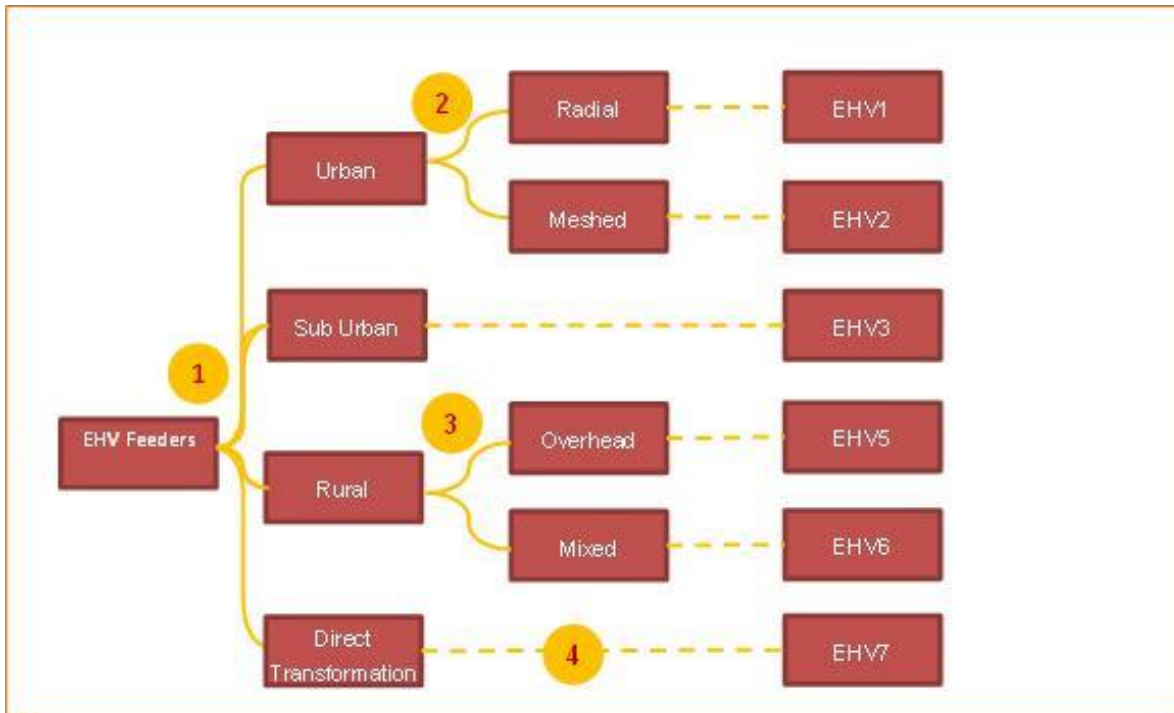 2
Radial
EHV1
Urban
Meshed
EHV2
Sub Urban
EHV3
1
3
Overhead
EHV5
EHV Feeders
Rural
Mixed
EHV6
Direct
Transformation
4
EHV7